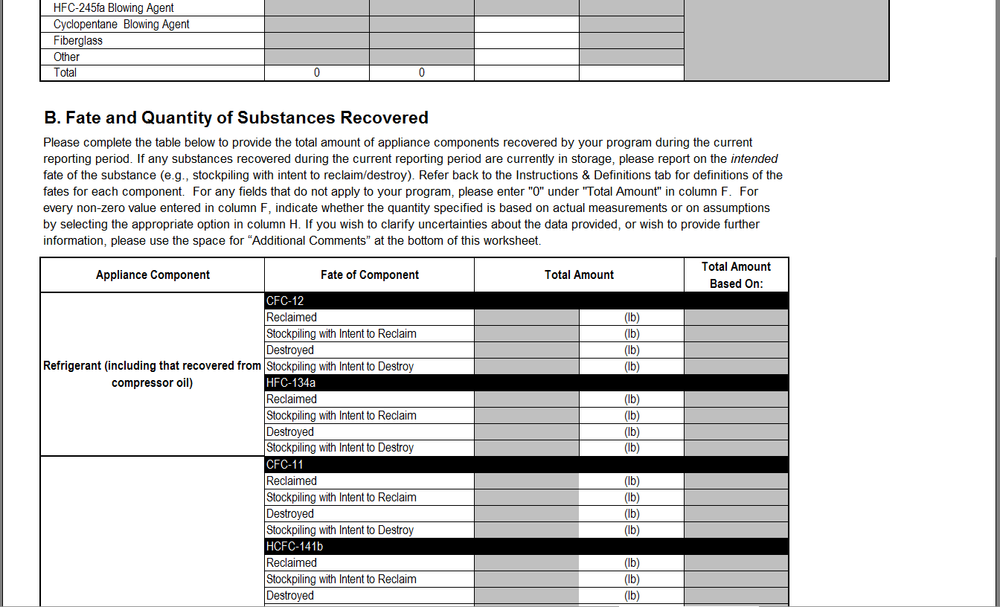 HFC-245fa Blowing Agent
Cyclopentane  Blowing Agent
Fiberglass
Other
Total 0 0
B. Fate and Quantity of Substances Recovered
Please complete the table below to provide the total amount of appliance components recovered by your program during the current
reporting period. If any substances recovered during the current reporting period are currently in storage, please report on the intended
fate of the substance (e.g., stockpiling with intent to reclaim/destroy). Refer back to the Instructions & Definitions tab for definitions of the
fates for each component.  For any fields that do not apply to your program, please enter "0" under "Total Amount" in column F.  For
every non-zero value entered in column F, indicate whether the quantity specified is based on actual measurements or on assumptions
by selecting the appropriate option in column H. If you wish to clarify uncertainties about the data provided, or wish to provide further
information, please use the space for “Additional Comments” at the bottom of this worksheet.
Appliance Component Fate of Component Total Amount Total Amount
Based On:
CFC-12
Reclaimed (lb)
Stockpiling with Intent to Reclaim (lb)
Destroyed (lb)
Refrigerant (including that recovered from Stockpiling with Intent to Destroy (lb)
compressor oil) HFC-134a
Reclaimed (lb)
Stockpiling with Intent to Reclaim (lb)
Destroyed (lb)
Stockpiling with Intent to Destroy (lb)
CFC-11
Reclaimed (lb)
Stockpiling with Intent to Reclaim (lb)
Destroyed (lb)
Stockpiling with Intent to Destroy (lb)
HCFC-141b
Reclaimed (lb)
Stockpiling with Intent to Reclaim (lb)
Destroyed (lb)